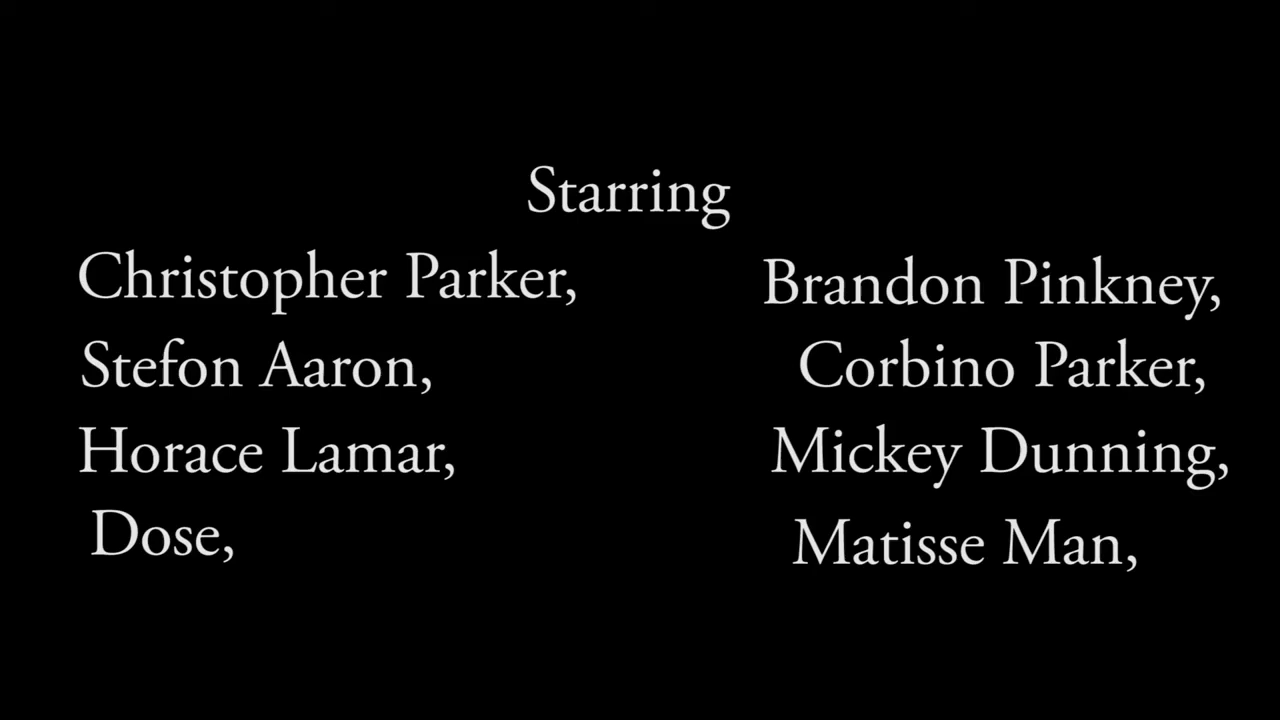 Starring
Christopher Parker,
Stefon Aaron,
Horace Lamar,
Dose,
Brandon Pinkney,
Corbino Parker,
Mickey Dunning,
Matisse Man,